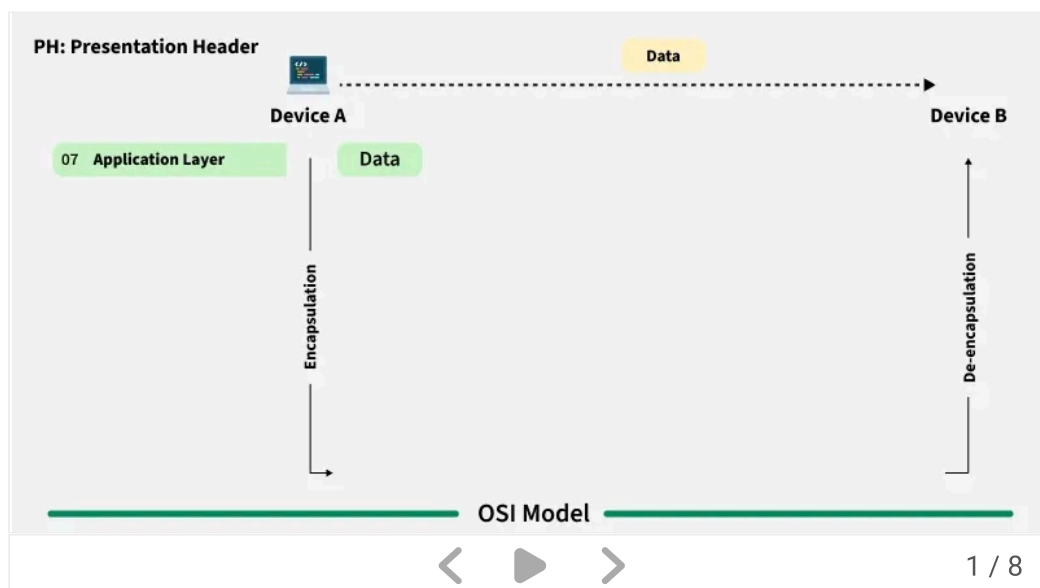 PH: Presentation Header
Data
Device A
Device B
07 Application Layer
Data
Encapsulation
De-encapsulation
OSI Model
1 / 8